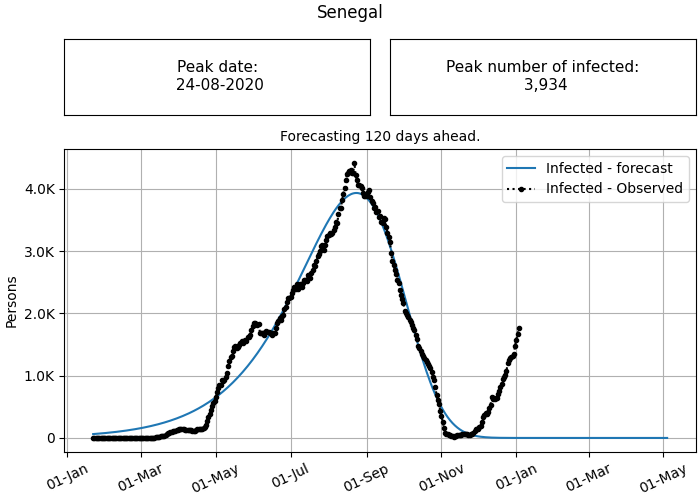 Senegal
Peak date:
24-08-2020
Peak number of infected:
3,934
Forecasting 120 days ahead.
Infected - forecast
Infected - Observed
Persons
4.0K
3.0K
2.0K
1.0K
0
01-Jan 01-Mar 01-May 01-Jul 01-Sep 01-Nov 01-Jan 01-Mar 01-May